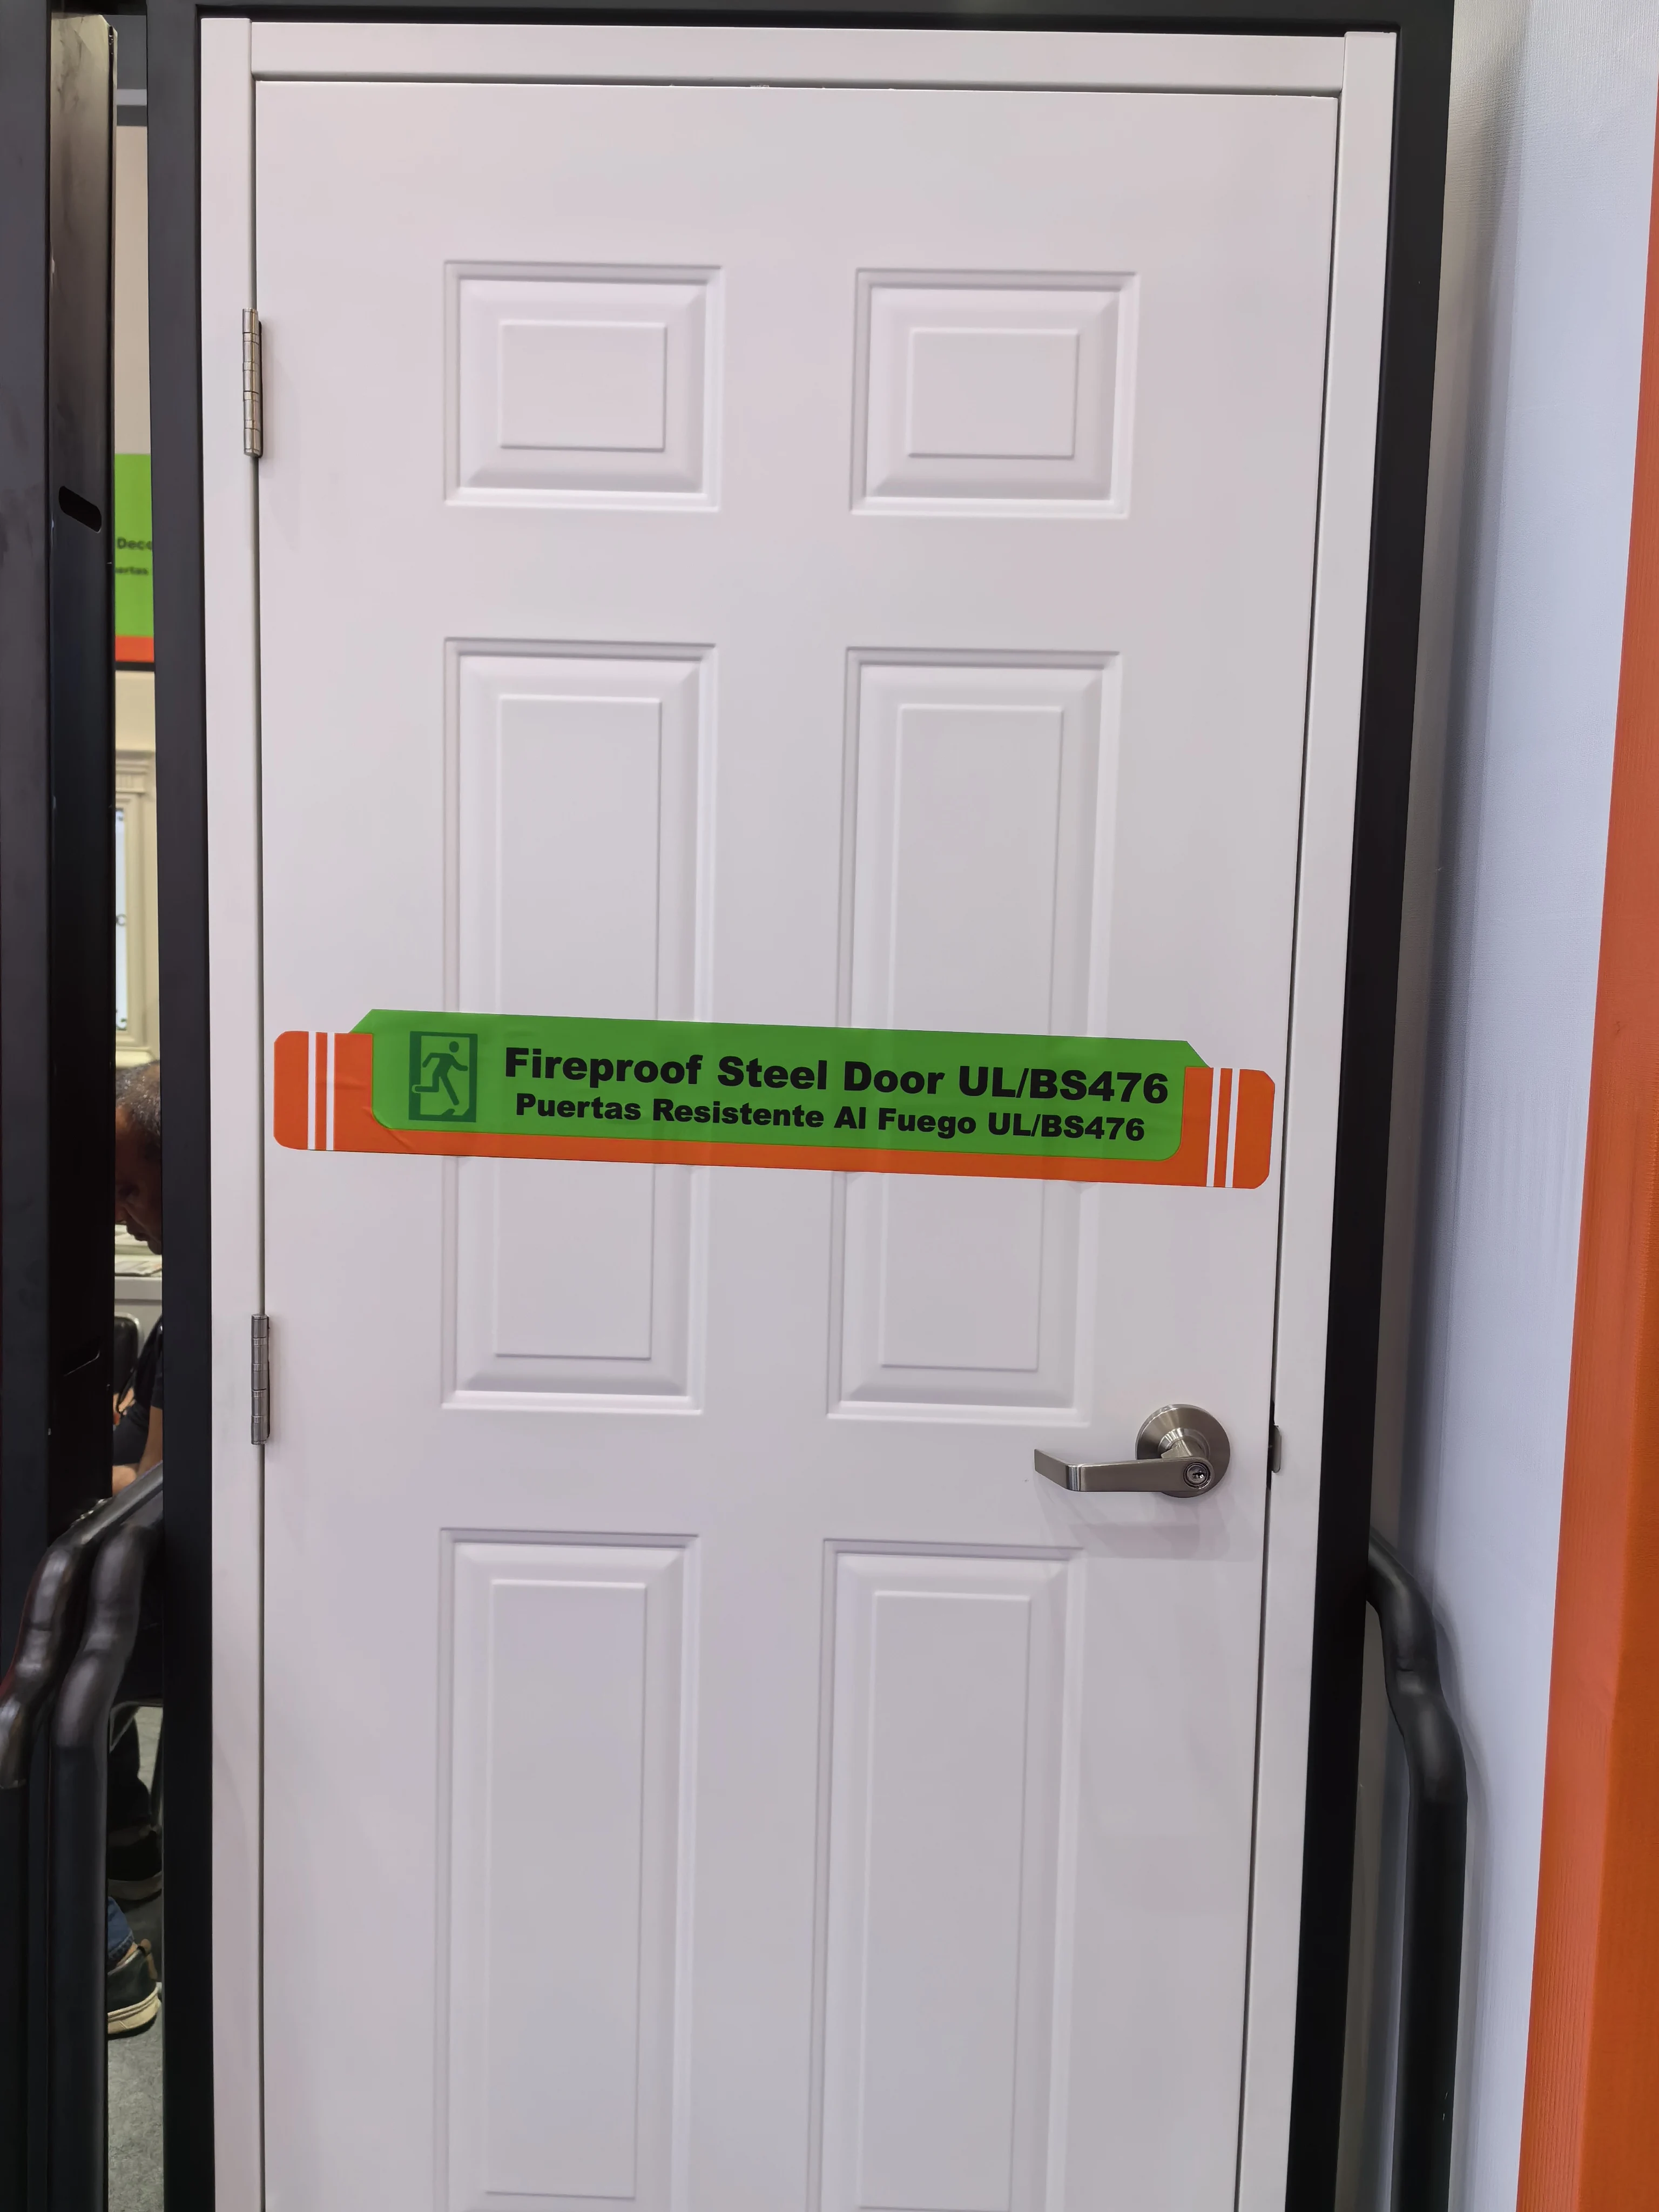 Fireproof Steel Door UL/BS476
Puertas Resistente Al Fuego UL/BS476